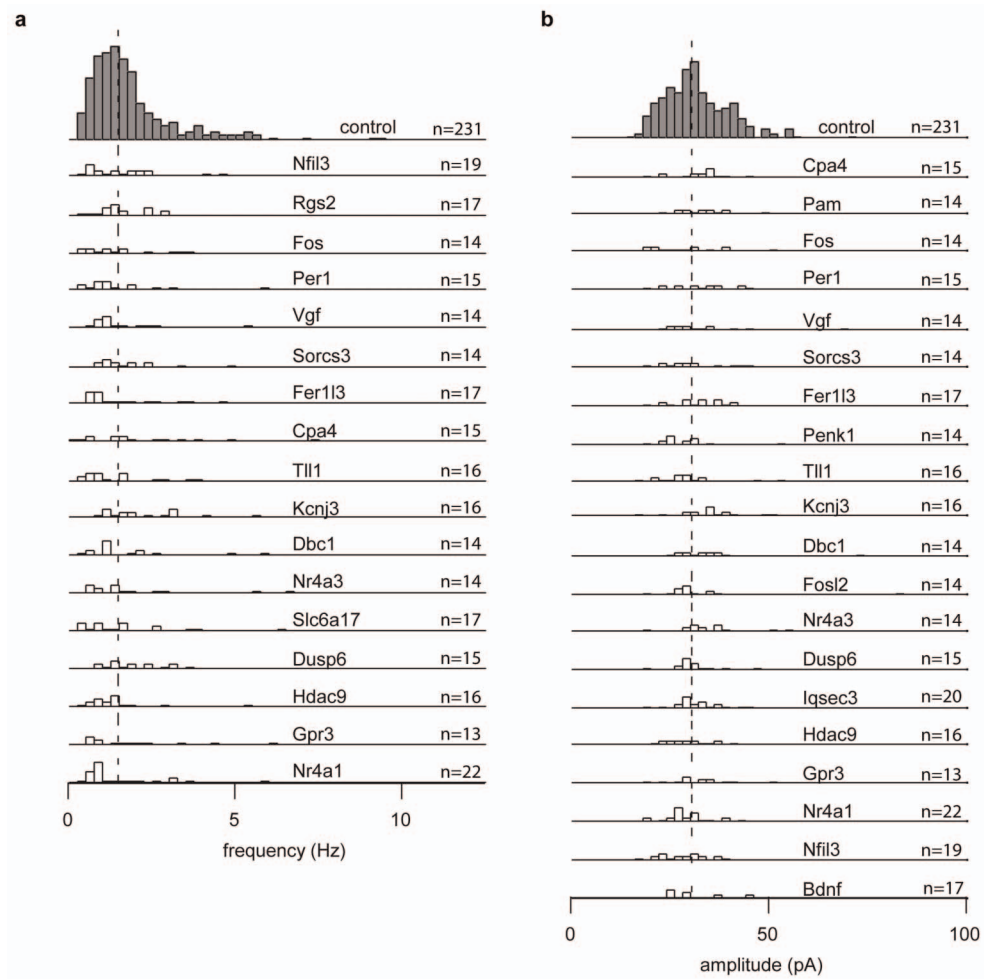 a
control n=231
Nfil3 n=19
Rgs2 n=17
Fos n=14
Per1 n=15
Vgf n=14
Sorcs3 n=14
Fer1l3 n=17
Cpa4 n=15
Tll1 n=16
Kcnj3 n=16
Dbc1 n=14
Nr4a3 n=14
Slc6a17 n=17
Dusp6 n=15
Hdac9 n=16
Gpr3 n=13
Nr4a1 n=22
0 5 10
frequency (Hz)
b
control n=231
Cpa4 n=15
Pam n=14
Fos n=14
Per1 n=15
Vgf n=14
Sorcs3 n=14
Fer1l3 n=17
Penk1 n=14
Tll1 n=16
Kcnj3 n=16
Dbc1 n=14
Fosl2 n=14
Nr4a3 n=14
Dusp6 n=15
Iqsec3 n=20
Hdac9 n=16
Gpr3 n=13
Nr4a1 n=22
Nfil3 n=19
Bdnf n=17
0 50 100
amplitude (pA)